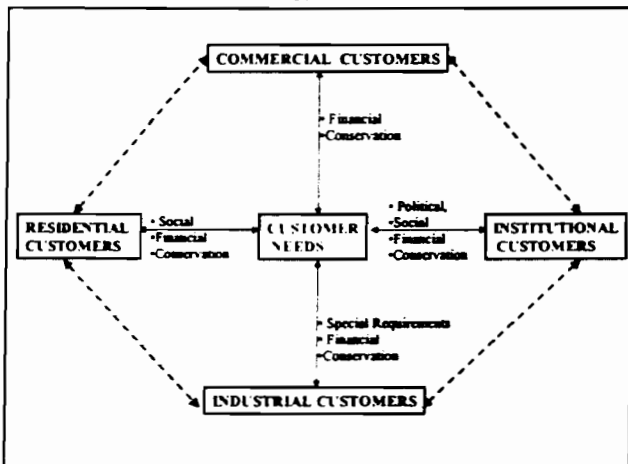 COMMERCIAL CUSTOMERS
• Financial
•Conservation
RESIDENTIAL
CUSTOMERS
• Social
•Financial
•Conservation
CUSTOMER
NEEDS
• Political,
•Social
•Financial
•Conservation
INSTITUTIONAL
CUSTOMERS
• Special Requirements
• Financial
•Conservation
INDUSTRIAL CUSTOMERS